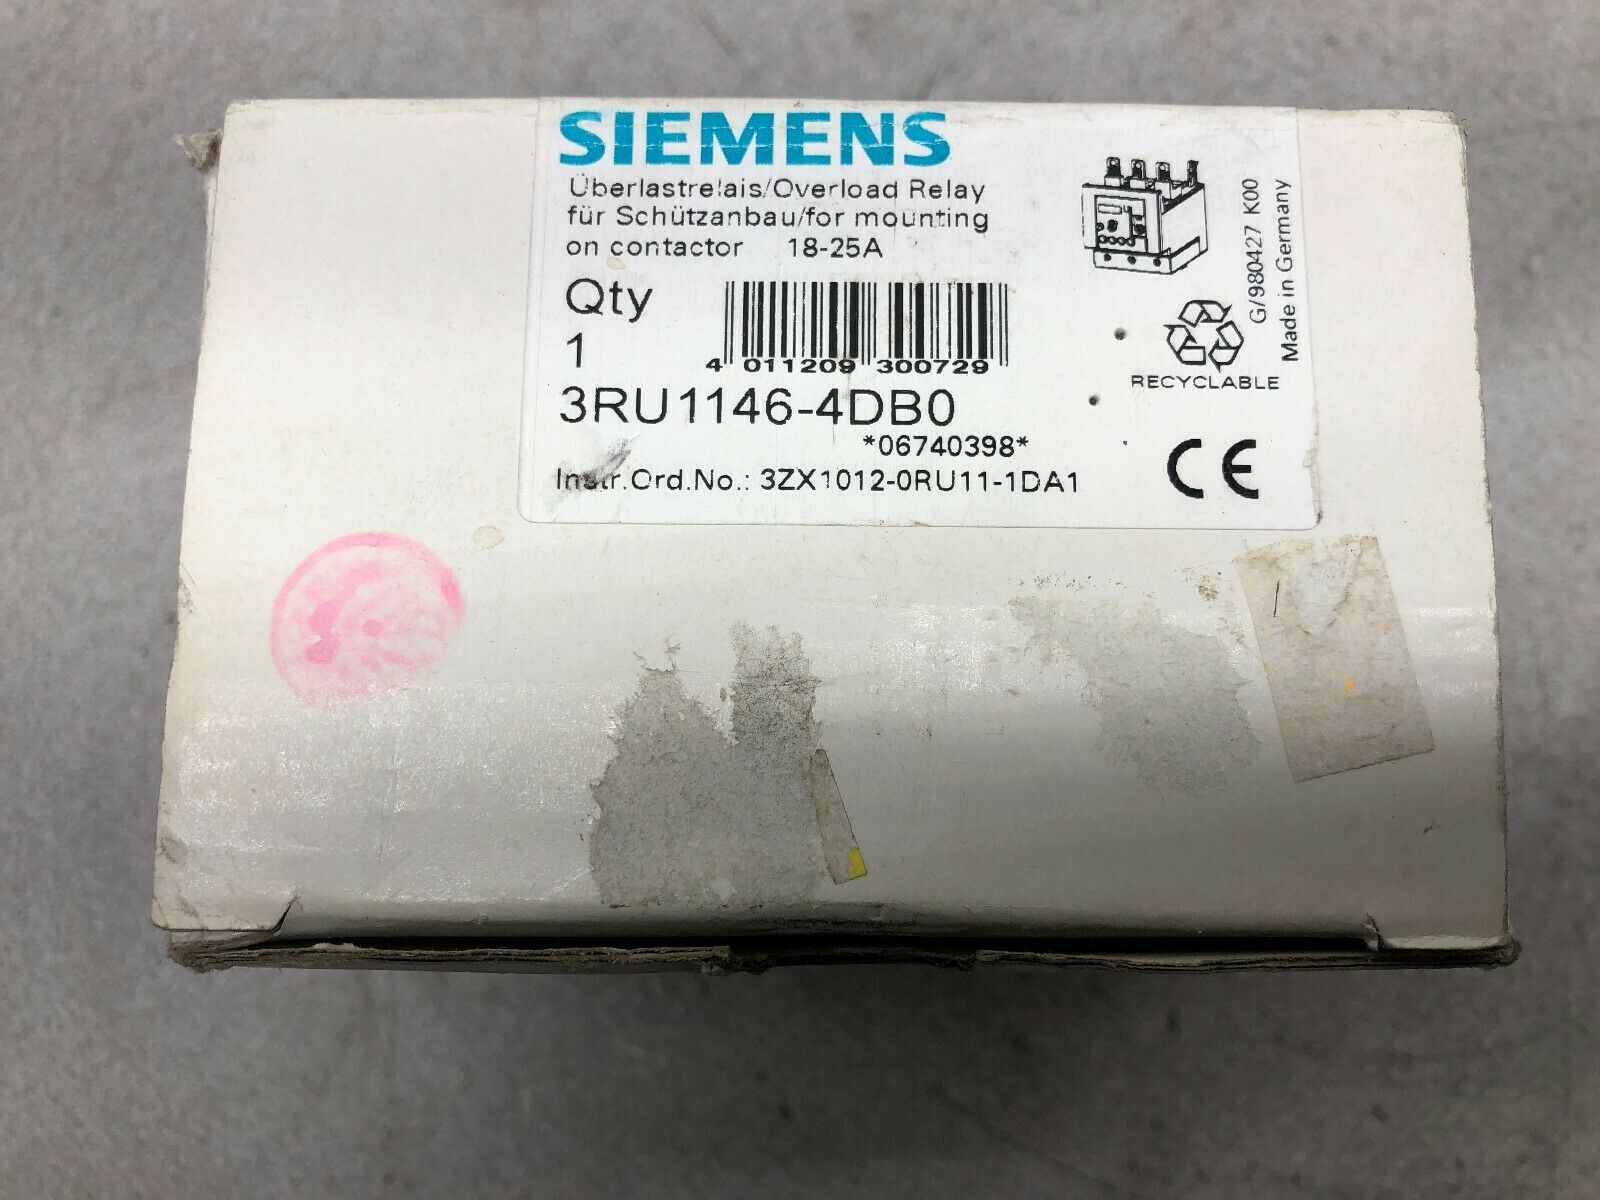 SIEMENS
Überlastrelais/Overload Relay
für Schützanbau/for mounting
on contactor 18-25A
Qty
1
4 011209 300729
3RU1146-4DB0
*06740398*
Instr.Ord.No.: 3ZX1012-0RU11-1DA1
G/980427 K00
Made in Germany
RECYCLABLE
CE